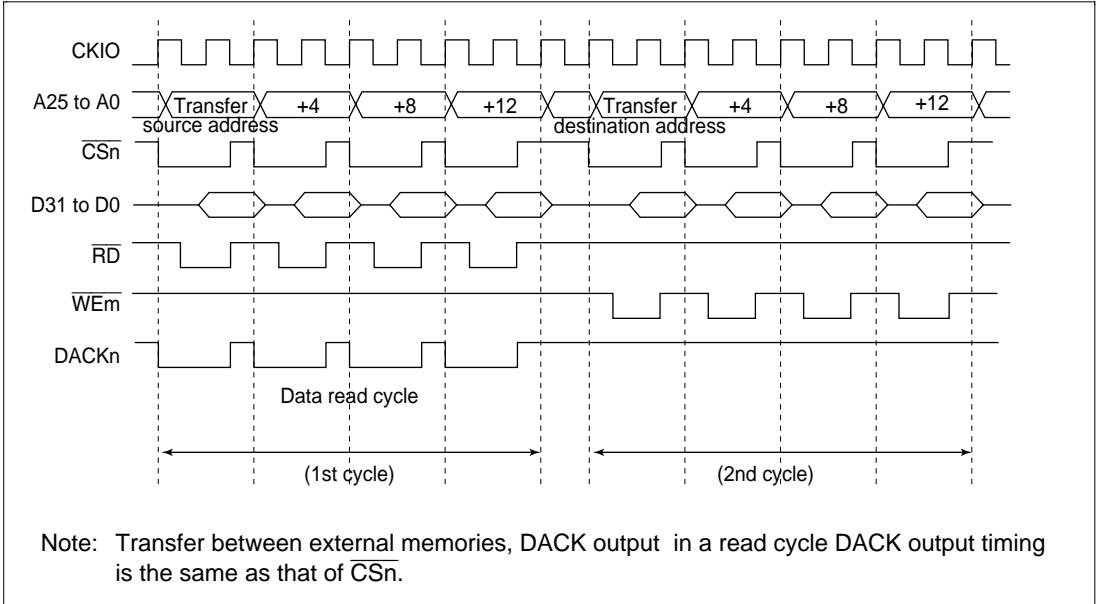 CKIO
A25 to A0
Transfer +4 +8 +12 Transfer +4 +8 +12
source address destination address
CSn
D31 to D0
RD
WEm
DACKn
Data read cycle
(1st cycle) (2nd cycle)
Note: Transfer between external memories, DACK output in a read cycle DACK output timing
is the same as that of CSn.